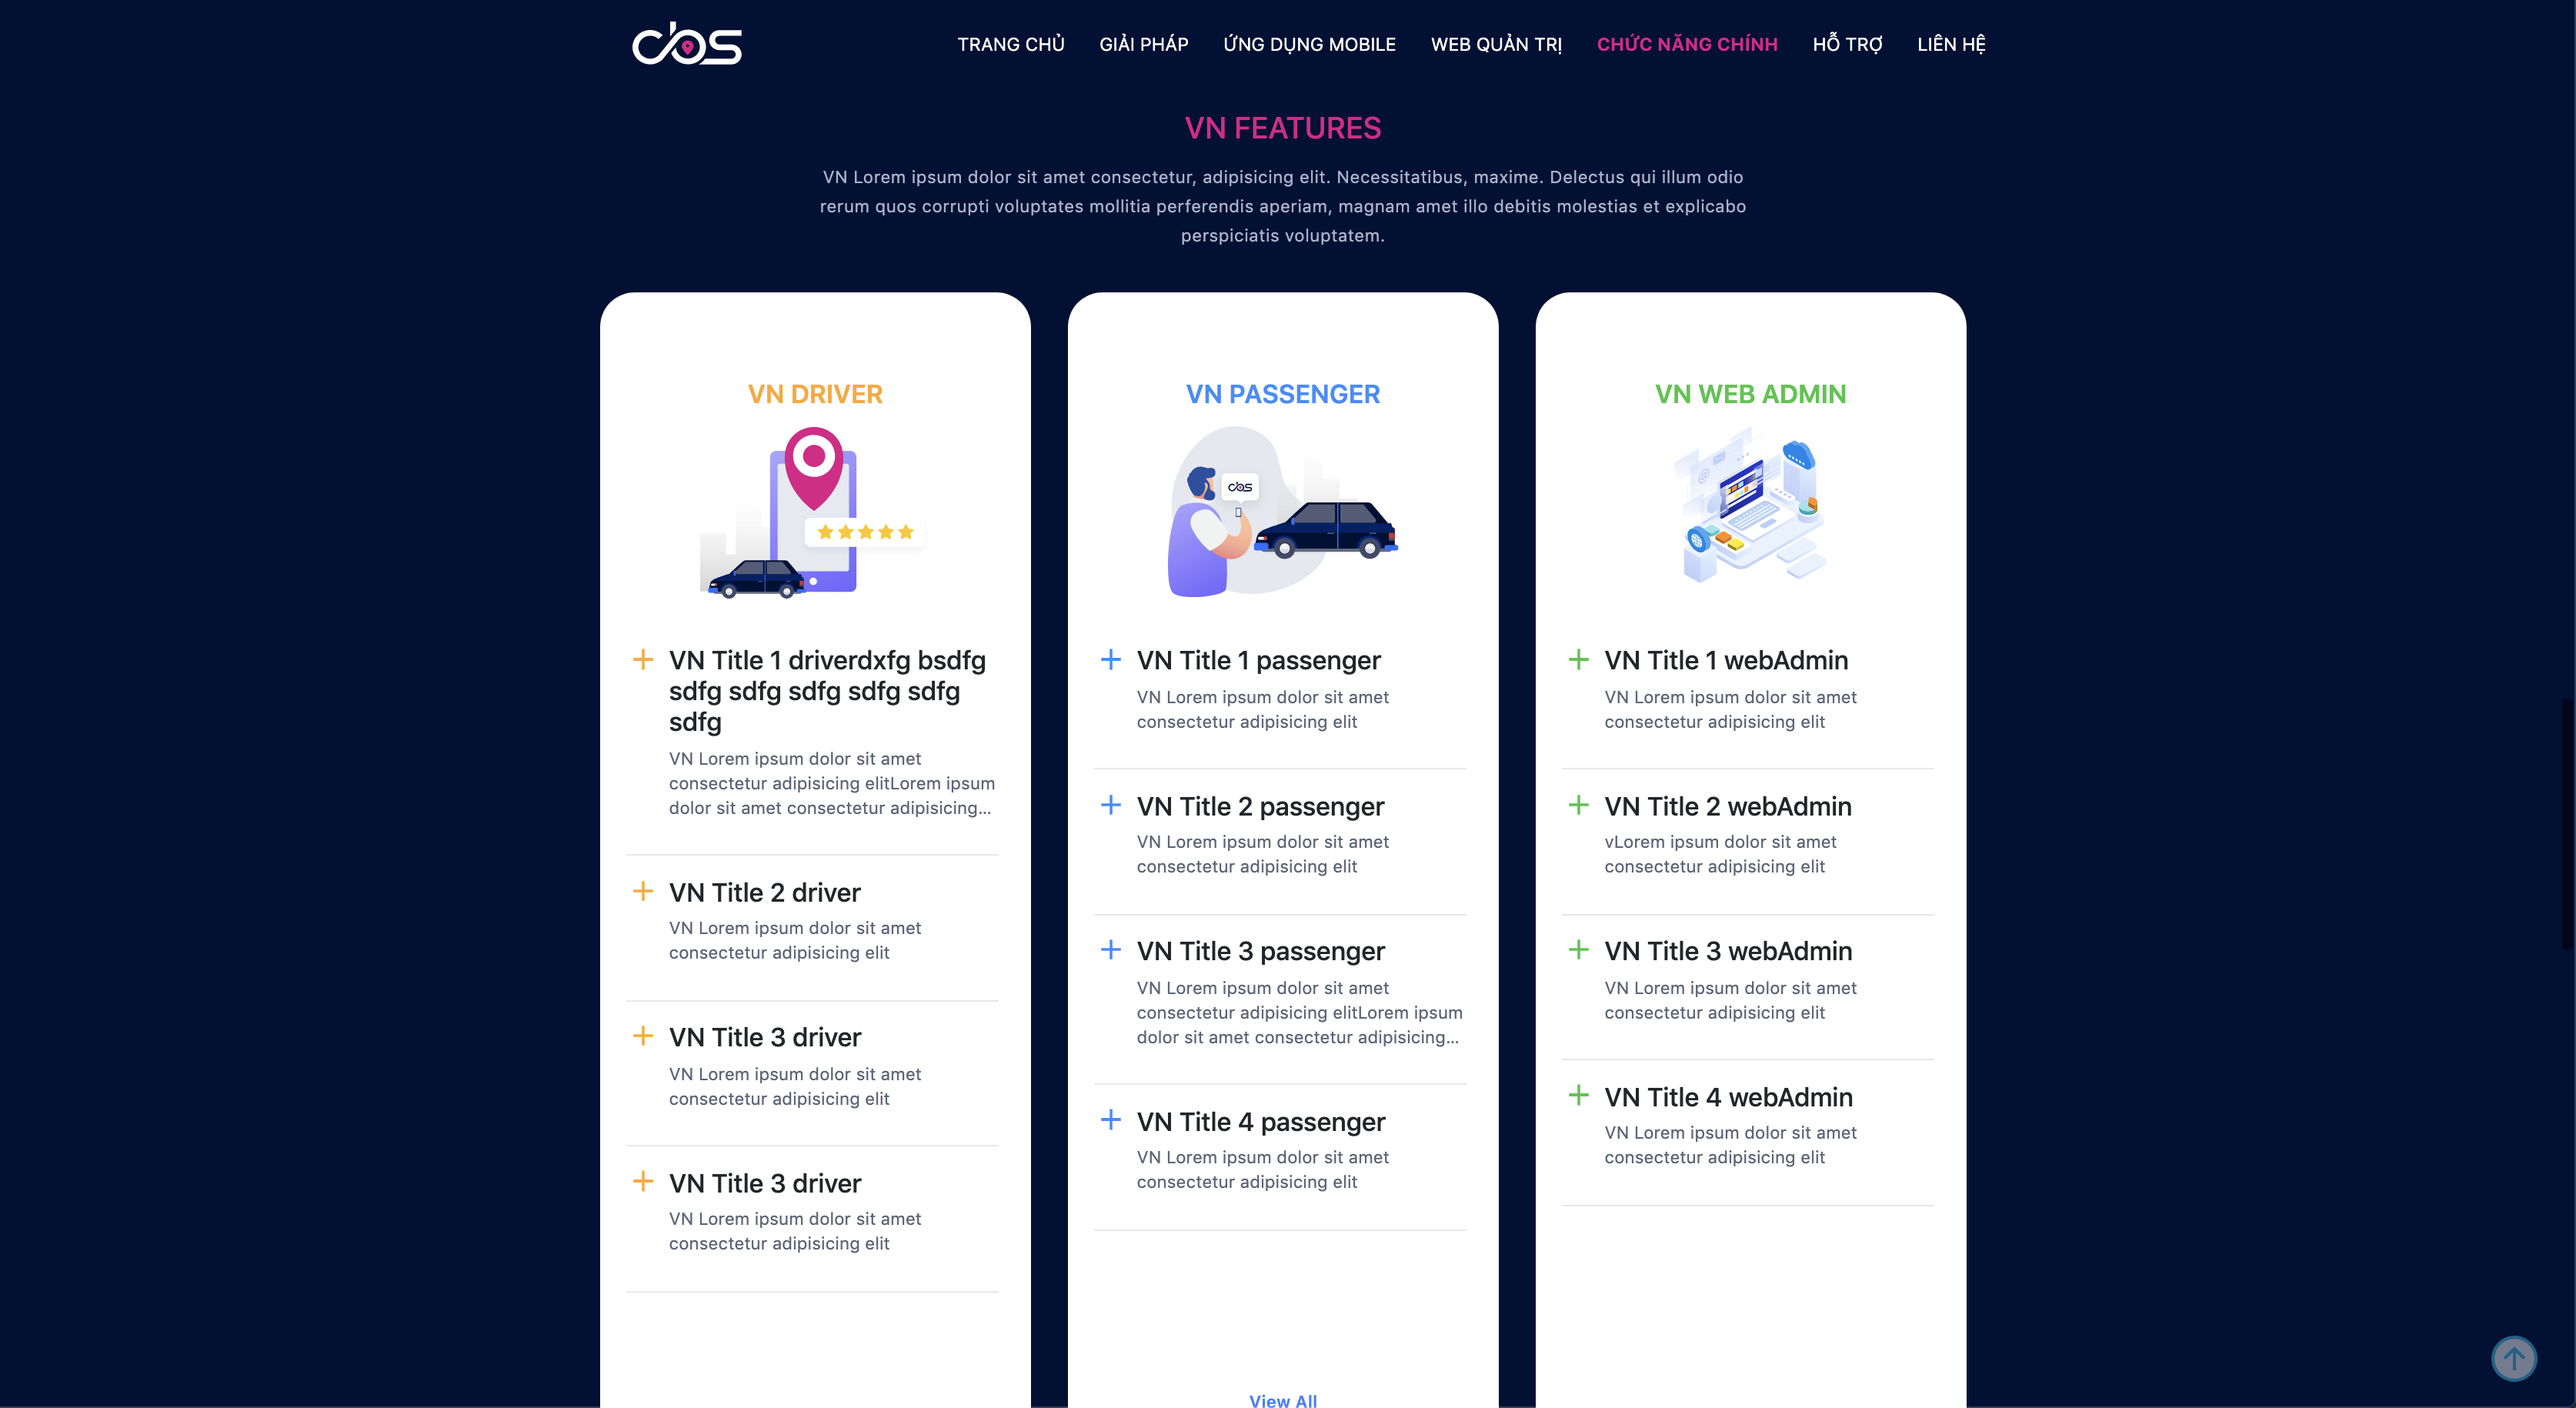 cbs
TRANG CHỦ
GIẢI PHÁP
ỨNG DỤNG MOBILE
WEB QUẢN TRỊ
CHỨC NĂNG CHÍNH
HỖ TRỢ
LIÊN HỆ
VN FEATURES
VN Lorem ipsum dolor sit amet consectetur, adipisicing elit. Necessitatibus, maxime. Delectus qui illum odio
rerum quos corrupti voluptates mollitia perferendis aperiam, magnam amet illo debitis molestias et explicabo
perspiciatis voluptatem.
VN DRIVER
VN Title 1 driverdxfg bsdfg
sdfg sdfg sdfg sdfg sdfg
sdfg
VN Lorem ipsum dolor sit amet
consectetur adipisicing elitLorem ipsum
dolor sit amet consectetur adipisicing...
VN Title 2 driver
VN Lorem ipsum dolor sit amet
consectetur adipisicing elit
VN Title 3 driver
VN Lorem ipsum dolor sit amet
consectetur adipisicing elit
VN Title 3 driver
VN Lorem ipsum dolor sit amet
consectetur adipisicing elit
VN PASSENGER
cbs
VN Title 1 passenger
VN Lorem ipsum dolor sit amet
consectetur adipisicing elit
VN Title 2 passenger
VN Lorem ipsum dolor sit amet
consectetur adipisicing elit
VN Title 3 passenger
VN Lorem ipsum dolor sit amet
consectetur adipisicing elitLorem ipsum
dolor sit amet consectetur adipisicing...
VN Title 4 passenger
VN Lorem ipsum dolor sit amet
consectetur adipisicing elit
View All
VN WEB ADMIN
VN Title 1 webAdmin
VN Lorem ipsum dolor sit amet
consectetur adipisicing elit
VN Title 2 webAdmin
vLorem ipsum dolor sit amet
consectetur adipisicing elit
VN Title 3 webAdmin
VN Lorem ipsum dolor sit amet
consectetur adipisicing elit
VN Title 4 webAdmin
VN Lorem ipsum dolor sit amet
consectetur adipisicing elit